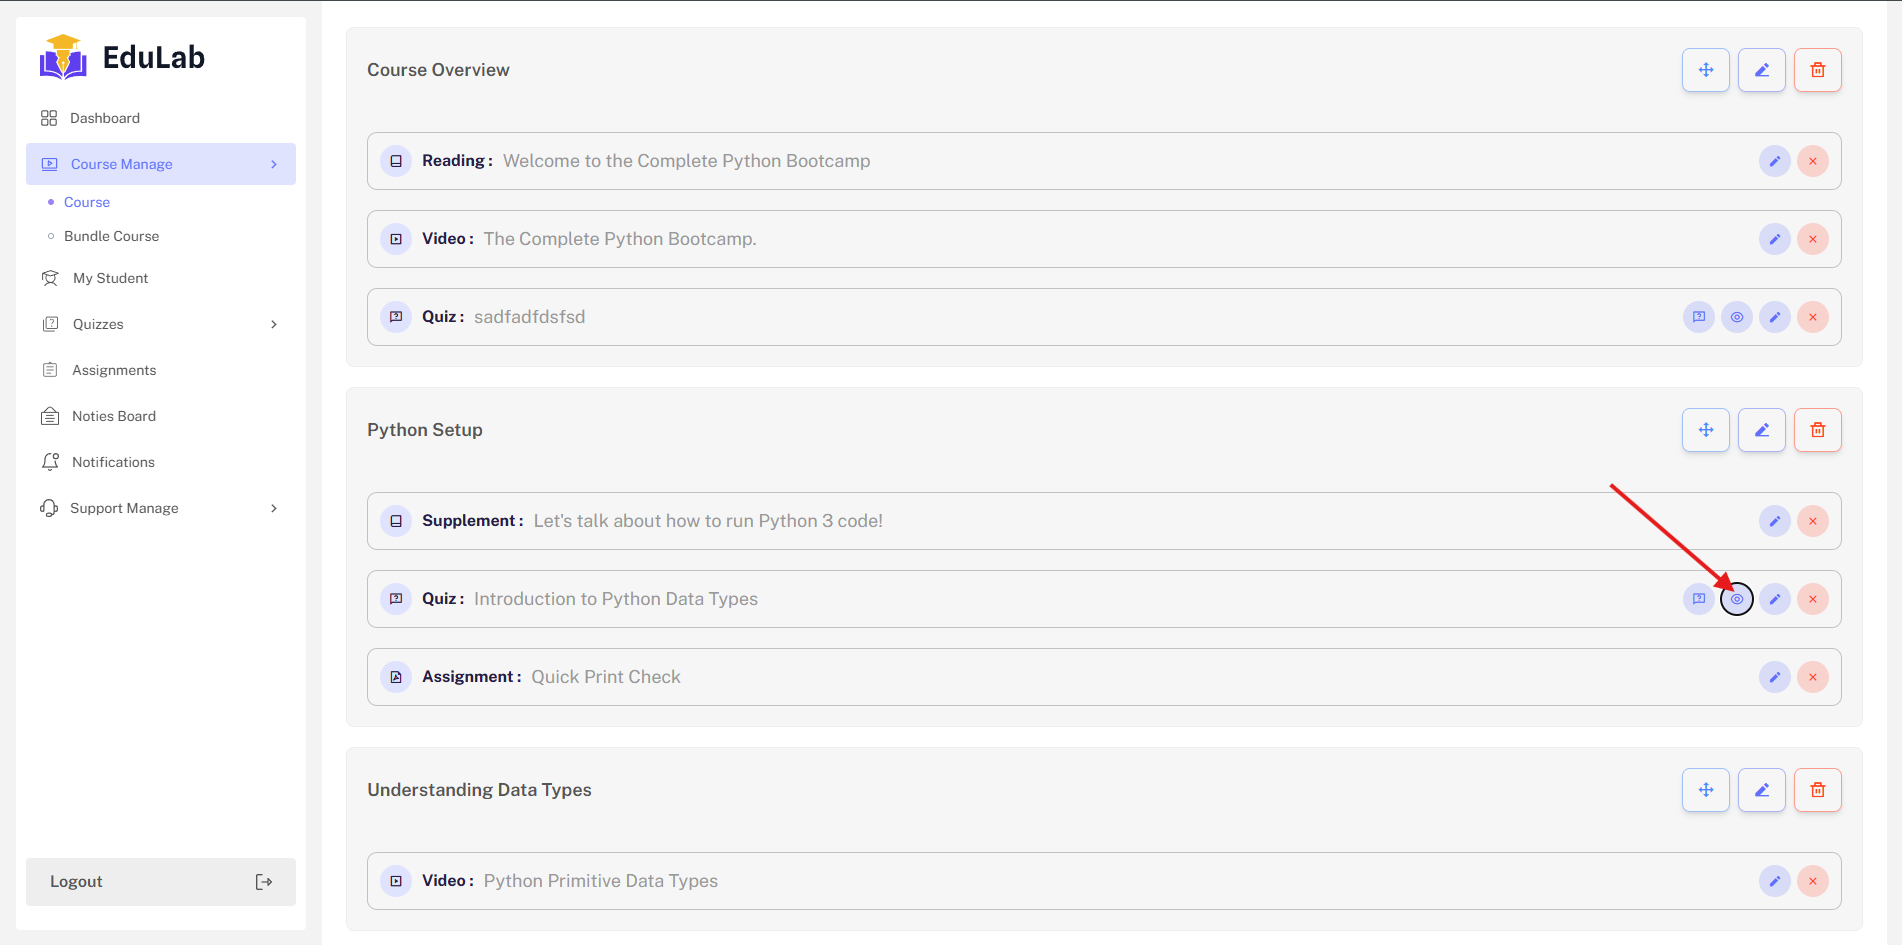 EduLab
Dashboard
Course Manage
Course
Bundle Course
My Student
Quizzes
Assignments
Noties Board
Notifications
Support Manage
Logout
Course Overview
Reading : Welcome to the Complete Python Bootcamp
Video : The Complete Python Bootcamp.
Quiz : sadfadfdsfsd
Python Setup
Supplement : Let's talk about how to run Python 3 code!
Quiz : Introduction to Python Data Types
Assignment : Quick Print Check
Understanding Data Types
Video : Python Primitive Data Types